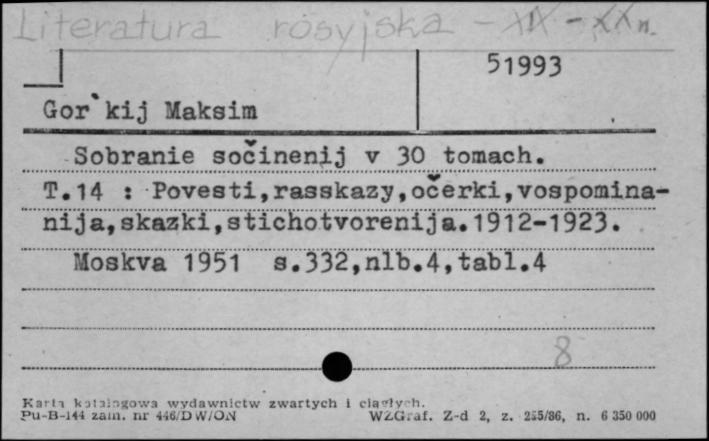 Literatura rosyjska - XIX - XX n.
51993
Gor`kij Maksim
Sobranie sočinenij v 30 tomach.
T.14 : Povesti,rasskazy,očerki,vospomina-
nija,skazki,stichotvorenija.1912-1923.
Moskva 1951 s.332,nlb.4,tabl.4
8
Karta katalogowa wydawnictw zwartych i ciągłych.
Pu-B-144 zam. nr 446/DW/ON WZGraf. Z-d 2, z. 255/86, n. 6 350 000